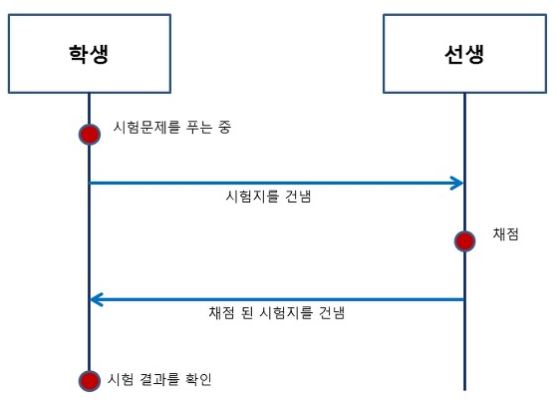 학생
선생
시험문제를 푸는 중
시험지를 건냄
채점
채점 된 시험지를 건냄
시험 결과를 확인